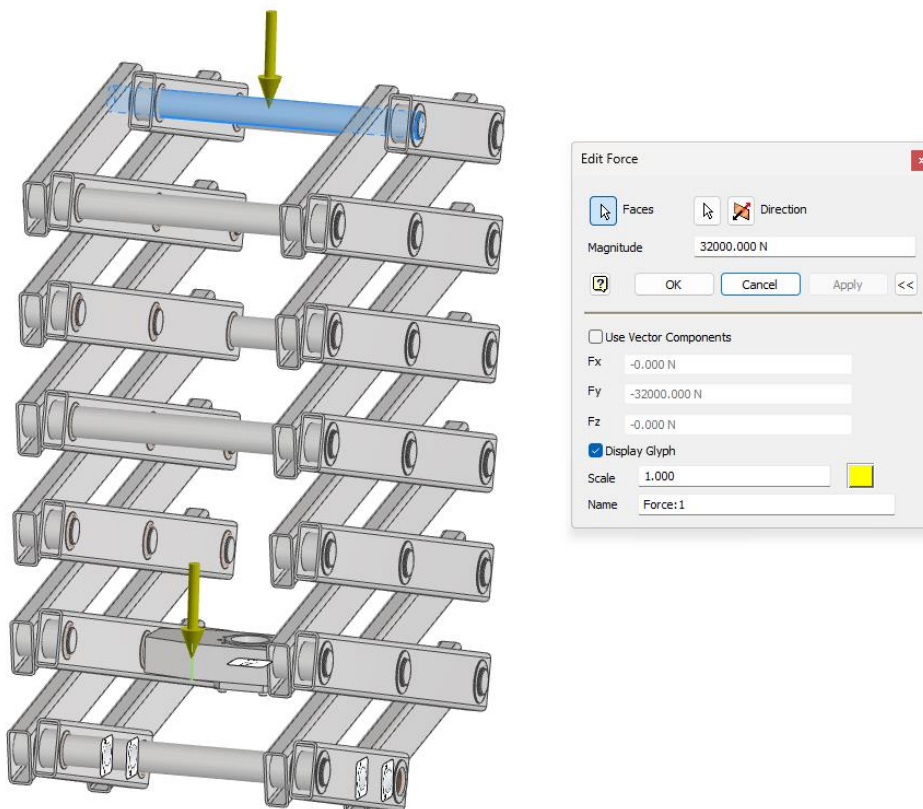 Edit Force
x
Faces
Direction
Magnitude 32000.000 N
?
OK Cancel Apply <<
Use Vector Components
Fx -0.000 N
Fy -32000.000 N
Fz -0.000 N
Display Glyph
Scale 1.000
Name Force:1